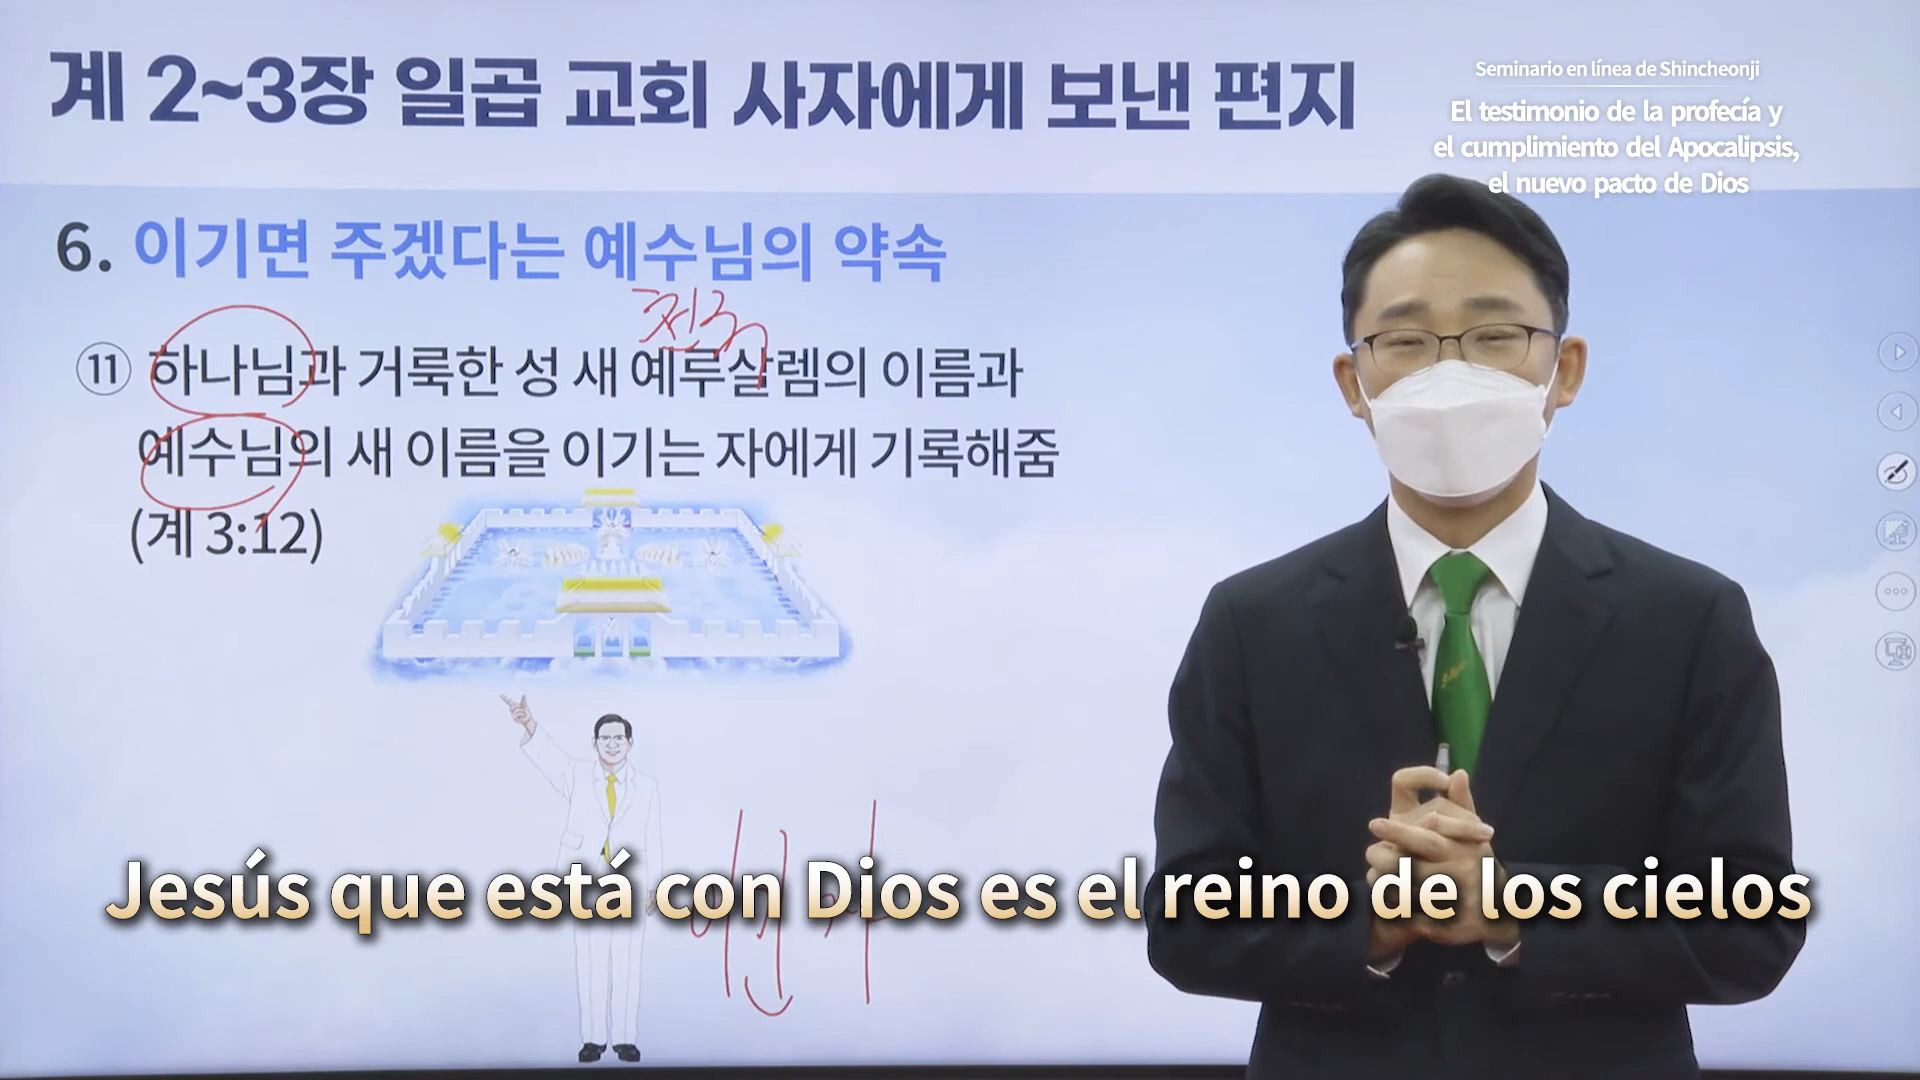 계 2~3장 일곱 교회 사자에게 보낸 편지
Seminario en línea de Shincheonji
El testimonio de la profecía y
el cumplimiento del Apocalipsis,
el nuevo pacto de Dios
6. 이기면 주겠다는 예수님의 약속
천국
⑪ 하나님과 거룩한 성 새 예루살렘의 이름과
예수님의 새 이름을 이기는 자에게 기록해줌
(계 3:12)
이긴 자
Jesús que está con Dios es el reino de los cielos